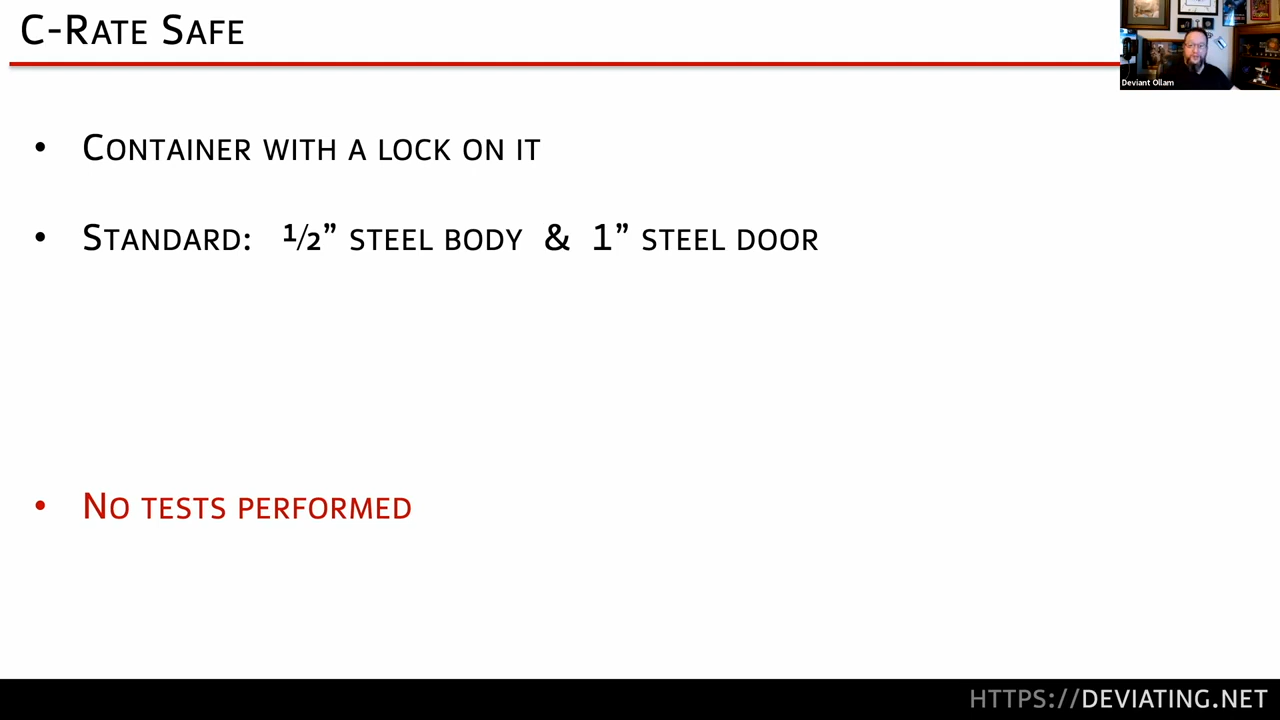 C-Rate Safe
• Container with a lock on it
• Standard: ½” steel body & 1” steel door
• No tests performed
Deviant Ollam
https://deviating.net